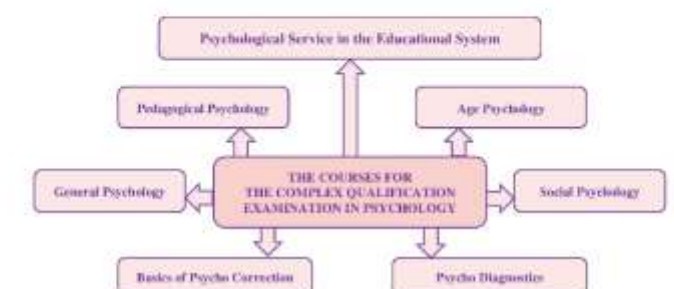 Psychological Service in the Educational System
Pedagogical Psychology
Age Psychology
General Psychology
THE COURSES FOR
THE COMPLEX QUALIFICATION
EXAMINATION IN PSYCHOLOGY
Social Psychology
Basics of Psycho Correction
Psycho Diagnostics